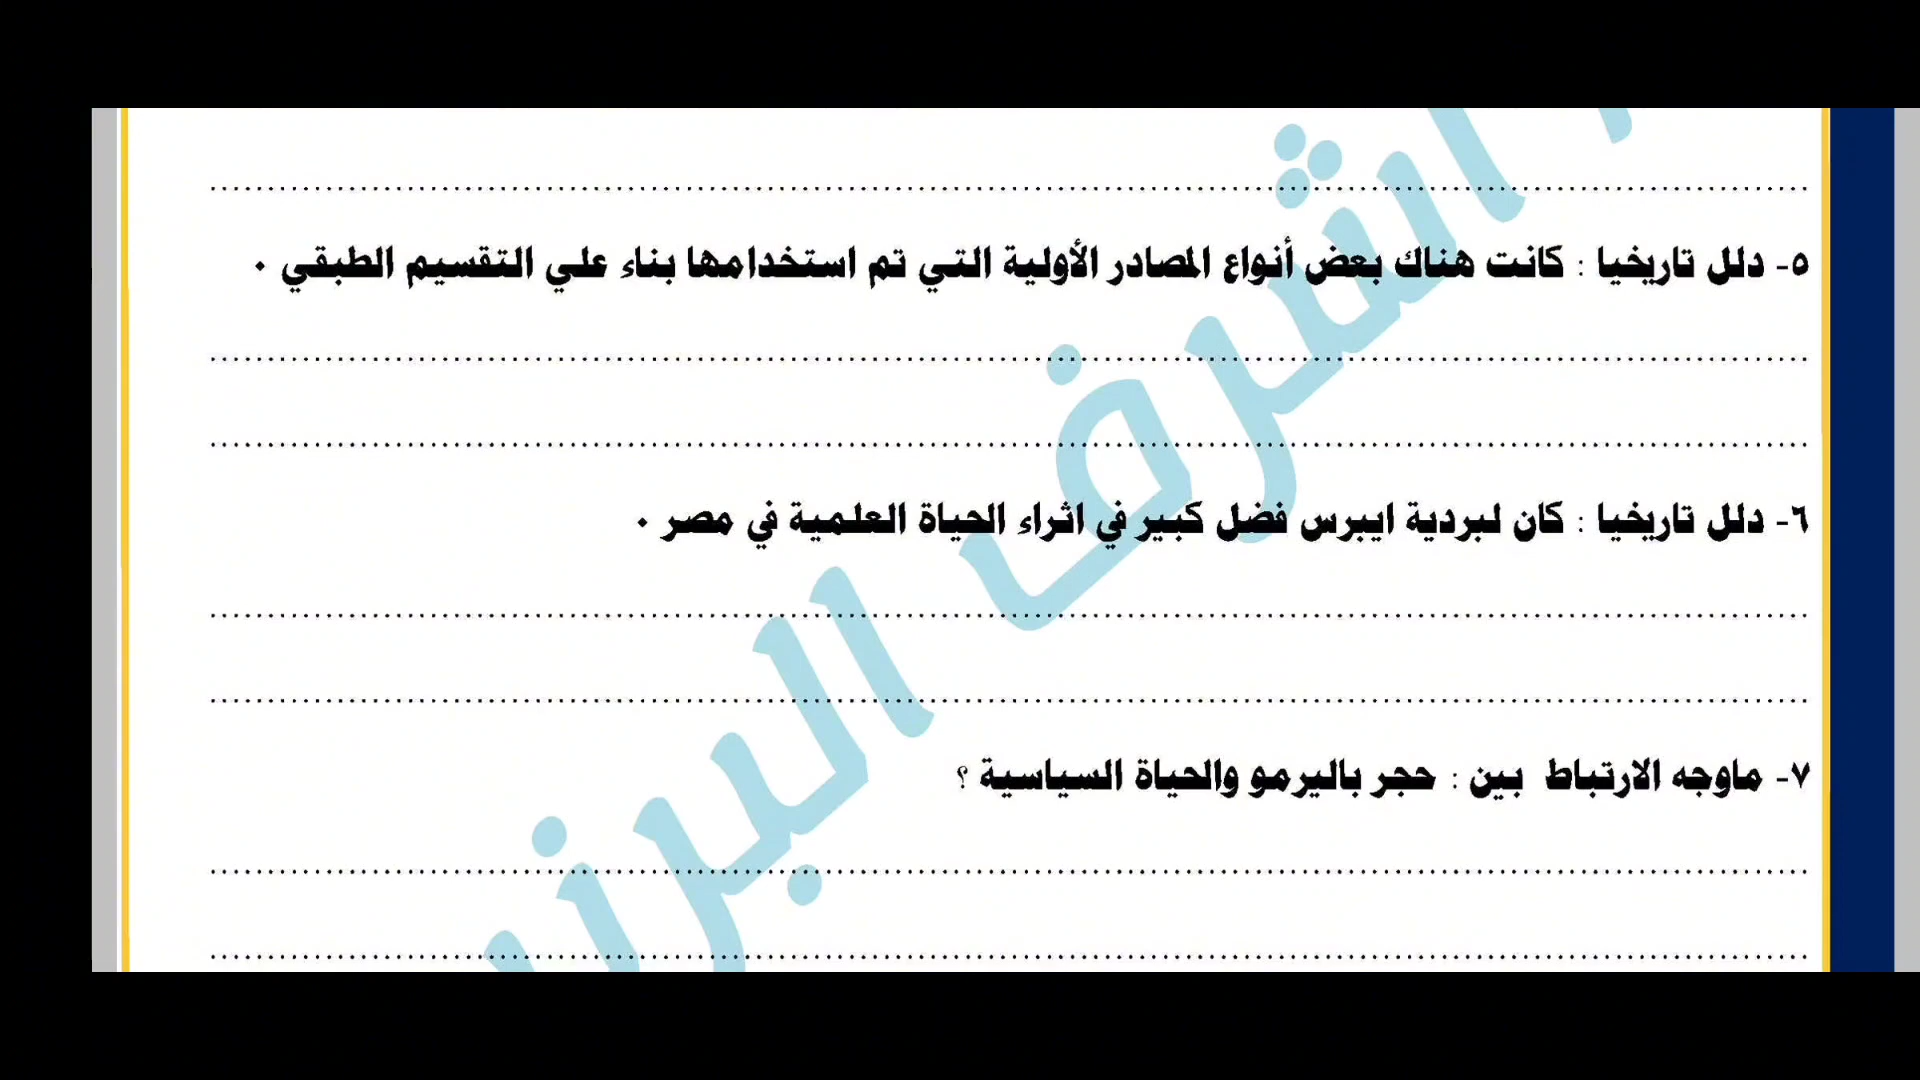 ٥- دلل تاريخيا : كانت هناك بعض أنواع المصادر الأولية التي تم استخدامها بناء علي التقسيم الطبقي ٠
٦- دلل تاريخيا : كان لبردية ايبرس فضل كبير في اثراء الحياة العلمية في مصر ٠
٧- ماوجه الارتباط بين : حجر باليرمو والحياة السياسية ؟
اشرف البرنس